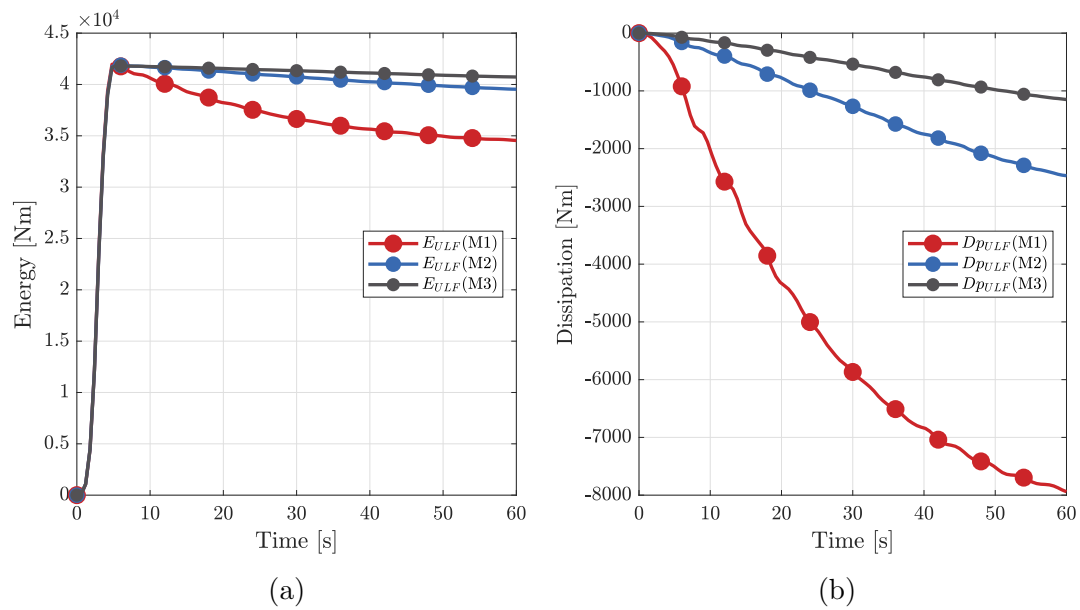 ×10⁴
4.5
4
3.5
3
2.5
2
1.5
1
0.5
0
0 10 20 30 40 50 60
Energy [Nm]
Time [s]
E_ULF(M1)
E_ULF(M2)
E_ULF(M3)
(a)
0
-1000
-2000
-3000
-4000
-5000
-6000
-7000
-8000
0 10 20 30 40 50 60
Dissipation [Nm]
Time [s]
Dp_ULF(M1)
Dp_ULF(M2)
Dp_ULF(M3)
(b)